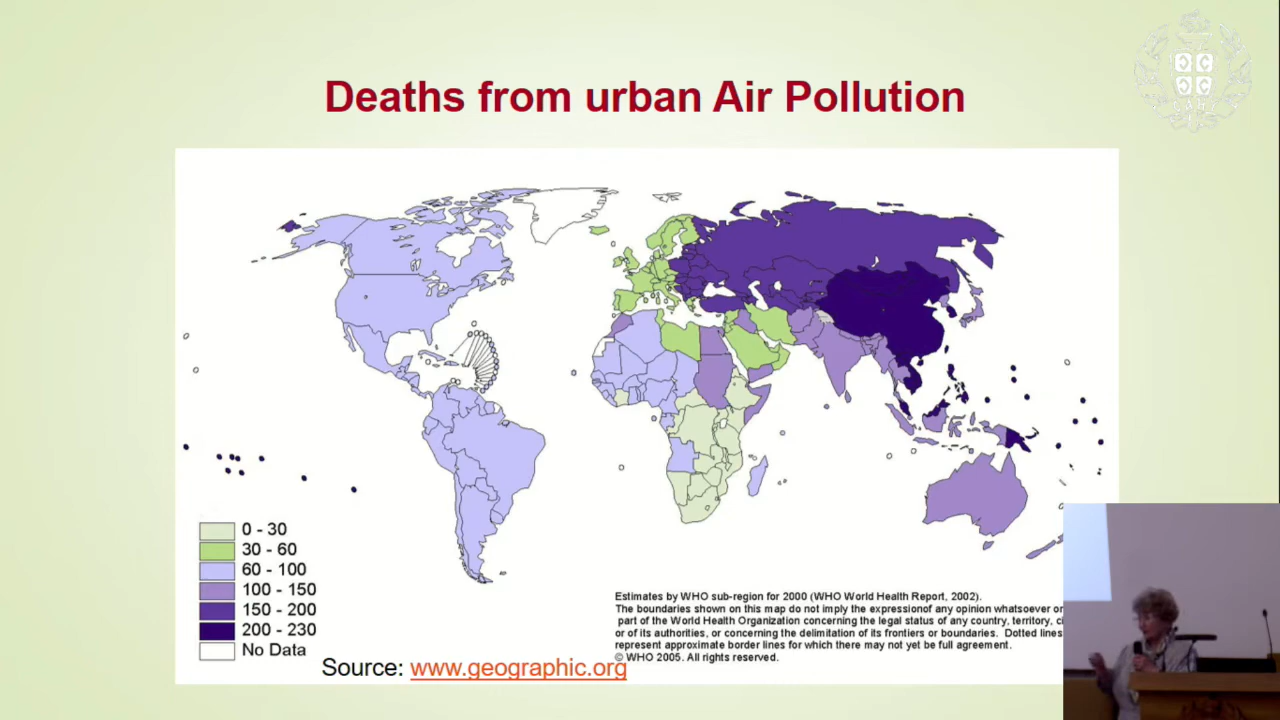 Deaths from urban Air Pollution
0 - 30
30 - 60
60 - 100
100 - 150
150 - 200
200 - 230
No Data
Estimates by WHO sub-region for 2000 (WHO World Health Report, 2002).
The boundaries shown on this map do not imply the expressionof any opinion whatsoever on
part of the World Health Organization concerning the legal status of any country, territory, ci
or of its authorities, or concerning the delimitation of its frontiers or boundaries. Dotted lines
represent approximate border lines for which there may not yet be full agreement.
© WHO 2005. All rights reserved.
Source: www.geographic.org